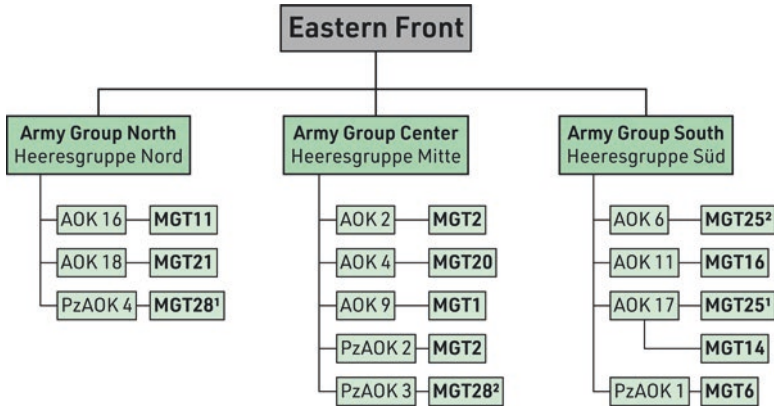 Eastern Front
Army Group North
Heeresgruppe Nord
AOK 16 MGT11
AOK 18 MGT21
PzAOK 4 MGT28¹
Army Group Center
Heeresgruppe Mitte
AOK 2 MGT2
AOK 4 MGT20
AOK 9 MGT1
PzAOK 2 MGT2
PzAOK 3 MGT28²
Army Group South
Heeresgruppe Süd
AOK 6 MGT25²
AOK 11 MGT16
AOK 17 MGT25¹
MGT14
PzAOK 1 MGT6